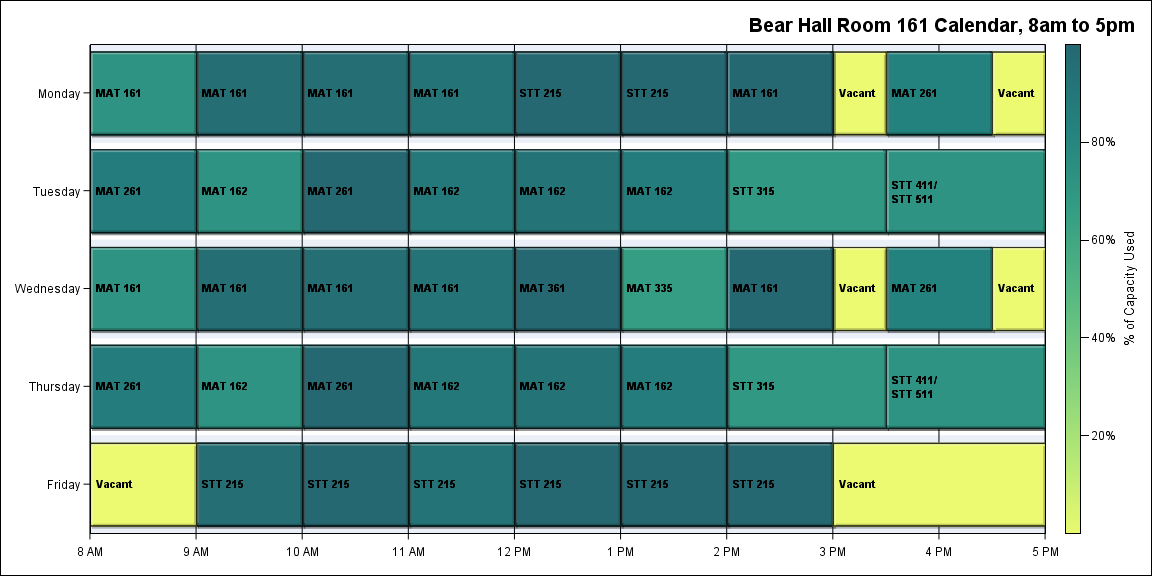 Bear Hall Room 161 Calendar, 8am to 5pm
Monday
MAT 161
MAT 161
MAT 161
MAT 161
STT 215
STT 215
MAT 161
Vacant
MAT 261
Vacant
Tuesday
MAT 261
MAT 162
MAT 261
MAT 162
MAT 162
MAT 162
STT 315
STT 411/
STT 511
Wednesday
MAT 161
MAT 161
MAT 161
MAT 161
MAT 361
MAT 335
MAT 161
Vacant
MAT 261
Vacant
Thursday
MAT 261
MAT 162
MAT 261
MAT 162
MAT 162
MAT 162
STT 315
STT 411/
STT 511
Friday
Vacant
STT 215
STT 215
STT 215
STT 215
STT 215
STT 215
Vacant
8 AM
9 AM
10 AM
11 AM
12 PM
1 PM
2 PM
3 PM
4 PM
5 PM
80%
60%
40%
20%
% of Capacity Used